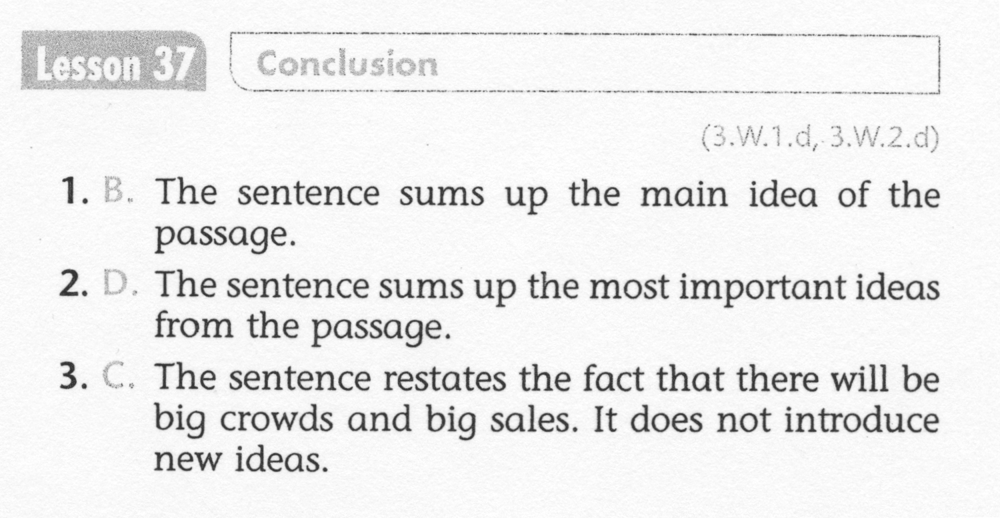 Lesson 37 Conclusion
(3.W.1.d, 3.W.2.d)
1. B. The sentence sums up the main idea of the
passage.
2. D. The sentence sums up the most important ideas
from the passage.
3. C. The sentence restates the fact that there will be
big crowds and big sales. It does not introduce
new ideas.